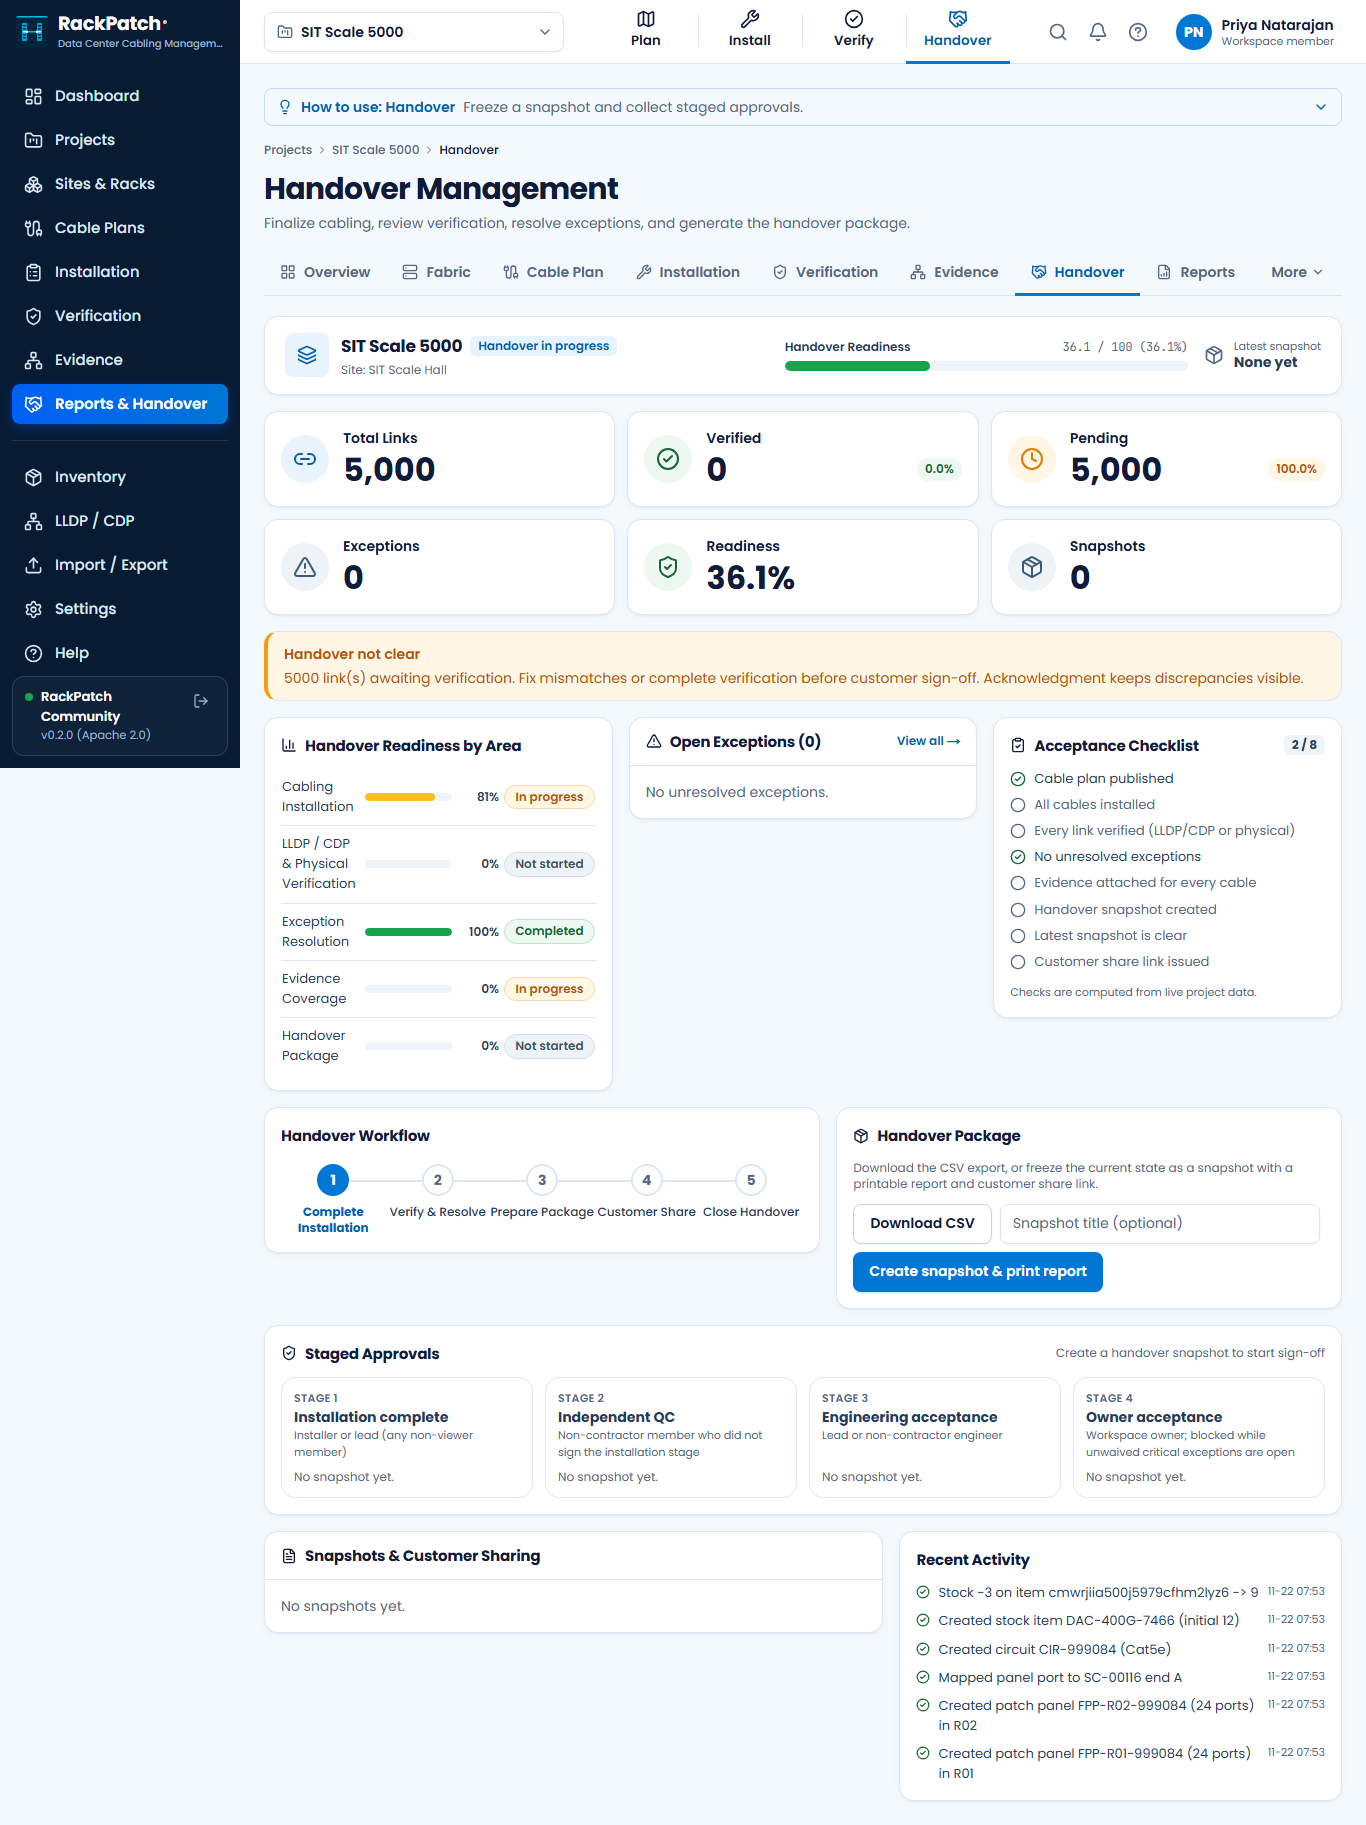 RackPatch
Data Center Cabling Managem...
Dashboard
Projects
Sites & Racks
Cable Plans
Installation
Verification
Evidence
Reports & Handover
Inventory
LLDP / CDP
Import / Export
Settings
Help
RackPatch
Community
v0.2.0 (Apache 2.0)
SIT Scale 5000
Plan
Install
Verify
Handover
PN
Priya Natarajan
Workspace member
How to use: Handover Freeze a snapshot and collect staged approvals.
Projects > SIT Scale 5000 > Handover
Handover Management
Finalize cabling, review verification, resolve exceptions, and generate the handover package.
Overview
Fabric
Cable Plan
Installation
Verification
Evidence
Handover
Reports
More
SIT Scale 5000 Handover in progress
Site: SIT Scale Hall
Handover Readiness 36.1 / 100 (36.1%)
Latest snapshot
None yet
Total Links
5,000
Verified
0
0.0%
Pending
5,000
100.0%
Exceptions
0
Readiness
36.1%
Snapshots
0
Handover not clear
5000 link(s) awaiting verification. Fix mismatches or complete verification before customer sign-off. Acknowledgment keeps discrepancies visible.
Handover Readiness by Area
Cabling
Installation
81% In progress
LLDP / CDP
& Physical
Verification
0% Not started
Exception
Resolution
100% Completed
Evidence
Coverage
0% In progress
Handover
Package
0% Not started
Open Exceptions (0)
View all →
No unresolved exceptions.
Acceptance Checklist
2 / 8
Cable plan published
All cables installed
Every link verified (LLDP/CDP or physical)
No unresolved exceptions
Evidence attached for every cable
Handover snapshot created
Latest snapshot is clear
Customer share link issued
Checks are computed from live project data.
Handover Workflow
1
Complete
Installation
2
Verify & Resolve
3
Prepare Package
4
Customer Share
5
Close Handover
Handover Package
Download the CSV export, or freeze the current state as a snapshot with a
printable report and customer share link.
Download CSV
Snapshot title (optional)
Create snapshot & print report
Staged Approvals
Create a handover snapshot to start sign-off
STAGE 1
Installation complete
Installer or lead (any non-viewer
member)
No snapshot yet.
STAGE 2
Independent QC
Non-contractor member who did not
sign the installation stage
No snapshot yet.
STAGE 3
Engineering acceptance
Lead or non-contractor engineer
No snapshot yet.
STAGE 4
Owner acceptance
Workspace owner; blocked while
unwaived critical exceptions are open
No snapshot yet.
Snapshots & Customer Sharing
No snapshots yet.
Recent Activity
Stock -3 on item cmwrjiia500j5979cfhm2lyz6 -> 9 11-22 07:53
Created stock item DAC-400G-7466 (initial 12) 11-22 07:53
Created circuit CIR-999084 (Cat5e) 11-22 07:53
Mapped panel port to SC-00116 end A 11-22 07:53
Created patch panel FPP-R02-999084 (24 ports) 11-22 07:53
in R02
Created patch panel FPP-R01-999084 (24 ports) 11-22 07:53
in R01